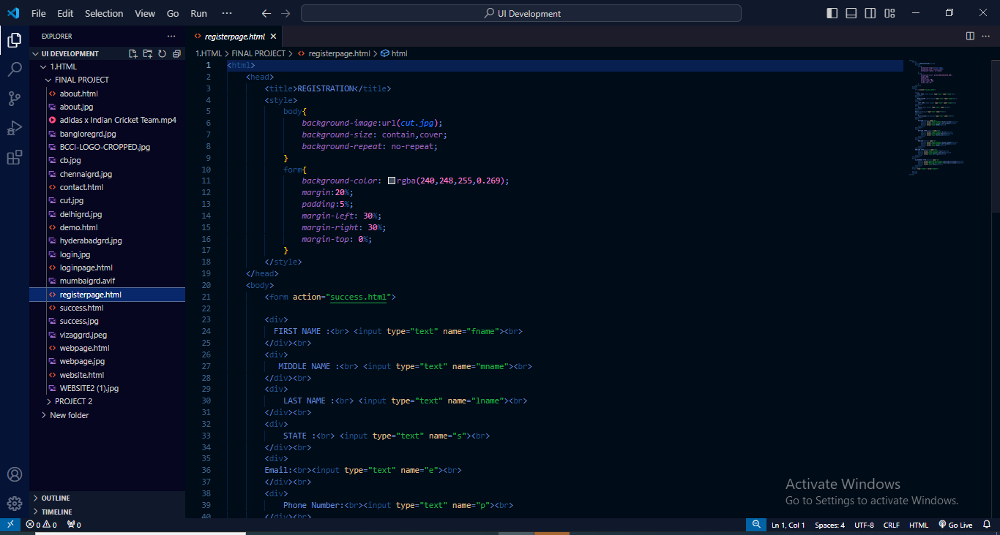 File Edit Selection View Go Run ··· UI Development
EXPLORER ···
UI DEVELOPMENT
1.HTML
FINAL PROJECT
about.html
about.jpg
adidas x Indian Cricket Team.mp4
bangloregrd.jpg
BCCI-LOGO-CROPPED.jpg
cb.jpg
chennaigrd.jpg
contact.html
cut.jpg
delhigrd.jpg
demo.html
hyderabadgrd.jpg
login.jpg
loginpage.html
mumbaigrd.avif
registerpage.html
success.html
success.jpg
vizaggrd.jpeg
webpage.html
webpage.jpg
website.html
WEBSITE2 (1).jpg
PROJECT 2
New folder
OUTLINE
TIMELINE
registerpage.html
1.HTML > FINAL PROJECT > registerpage.html > html
1 <html>
2 <head>
3 <title>REGISTRATION</title>
4 <style>
5 body{
6 background-image:url(cut.jpg);
7 background-size: contain,cover;
8 background-repeat: no-repeat;
9 }
10 form{
11 background-color: rgba(240,248,255,0.269);
12 margin:20%;
13 padding:5%;
14 margin-left: 30%;
15 margin-right: 30%;
16 margin-top: 0%;
17 }
18 </style>
19 </head>
20 <body>
21 <form action="success.html">
22
23 <div>
24 FIRST NAME :<br> <input type="text" name="fname"><br>
25 </div><br>
26 <div>
27 MIDDLE NAME :<br> <input type="text" name="mname"><br>
28 </div><br>
29 <div>
30 LAST NAME :<br> <input type="text" name="lname"><br>
31 </div><br>
32 <div>
33 STATE :<br> <input type="text" name="s"><br>
34 </div><br>
35 <div>
36 Email:<br><input type="text" name="e"><br>
37 </div><br>
38 <div>
39 Phone Number:<br><input type="text" name="p"><br>
40 </div><br>
Activate Windows
Go to Settings to activate Windows.
0 0 0 Ln 1, Col 1 Spaces: 4 UTF-8 CRLF HTML Go Live